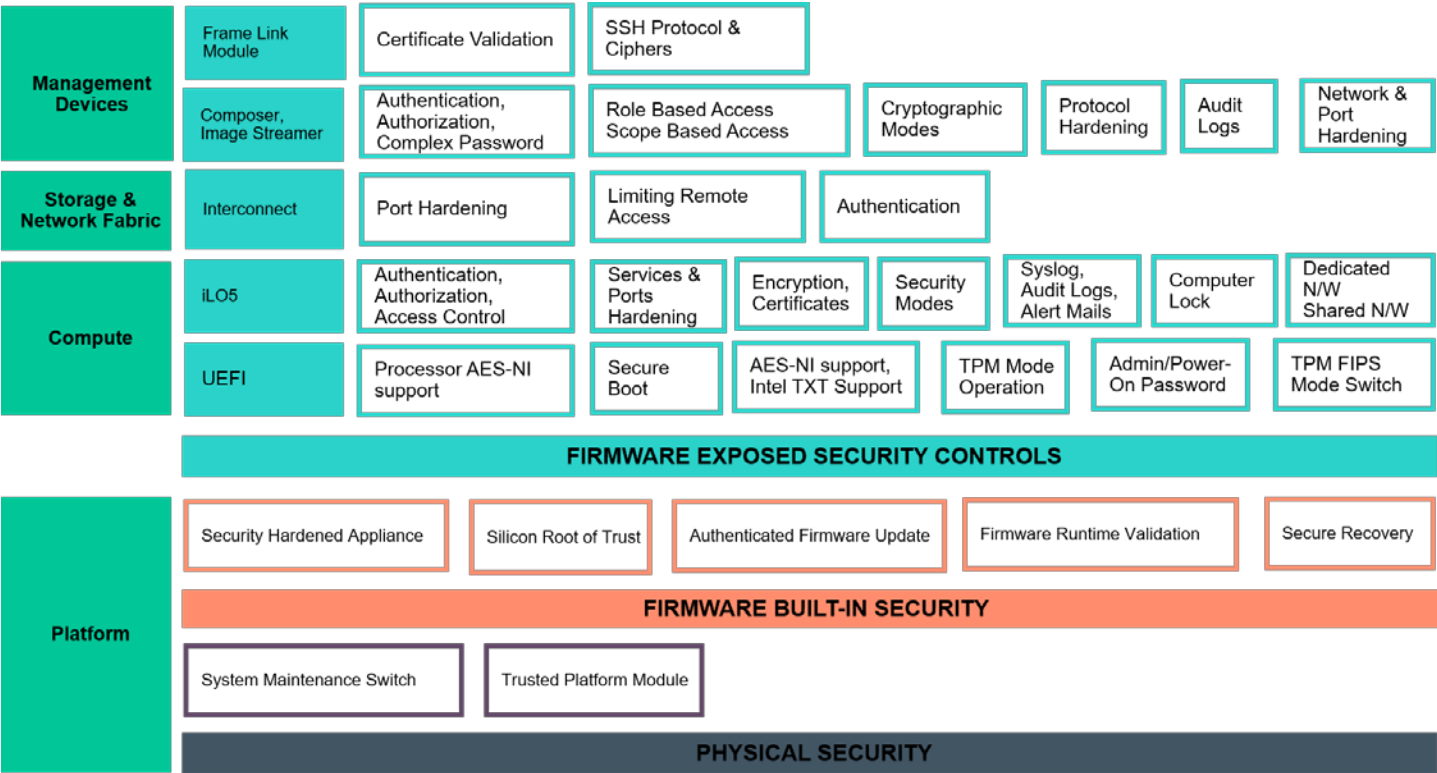 Management
Devices
Frame Link
Module
Certificate Validation
SSH Protocol &
Ciphers
Composer,
Image Streamer
Authentication,
Authorization,
Complex Password
Role Based Access
Scope Based Access
Cryptographic
Modes
Protocol
Hardening
Audit
Logs
Network &
Port
Hardening
Storage &
Network Fabric
Interconnect
Port Hardening
Limiting Remote
Access
Authentication
Compute
iLO5
Authentication,
Authorization,
Access Control
Services &
Ports
Hardening
Encryption,
Certificates
Security
Modes
Syslog,
Audit Logs,
Alert Mails
Computer
Lock
Dedicated
N/W
Shared N/W
UEFI
Processor AES-NI
support
Secure
Boot
AES-NI support,
Intel TXT Support
TPM Mode
Operation
Admin/Power-
On Password
TPM FIPS
Mode Switch
FIRMWARE EXPOSED SECURITY CONTROLS
Platform
Security Hardened Appliance
Silicon Root of Trust
Authenticated Firmware Update
Firmware Runtime Validation
Secure Recovery
FIRMWARE BUILT-IN SECURITY
System Maintenance Switch
Trusted Platform Module
PHYSICAL SECURITY